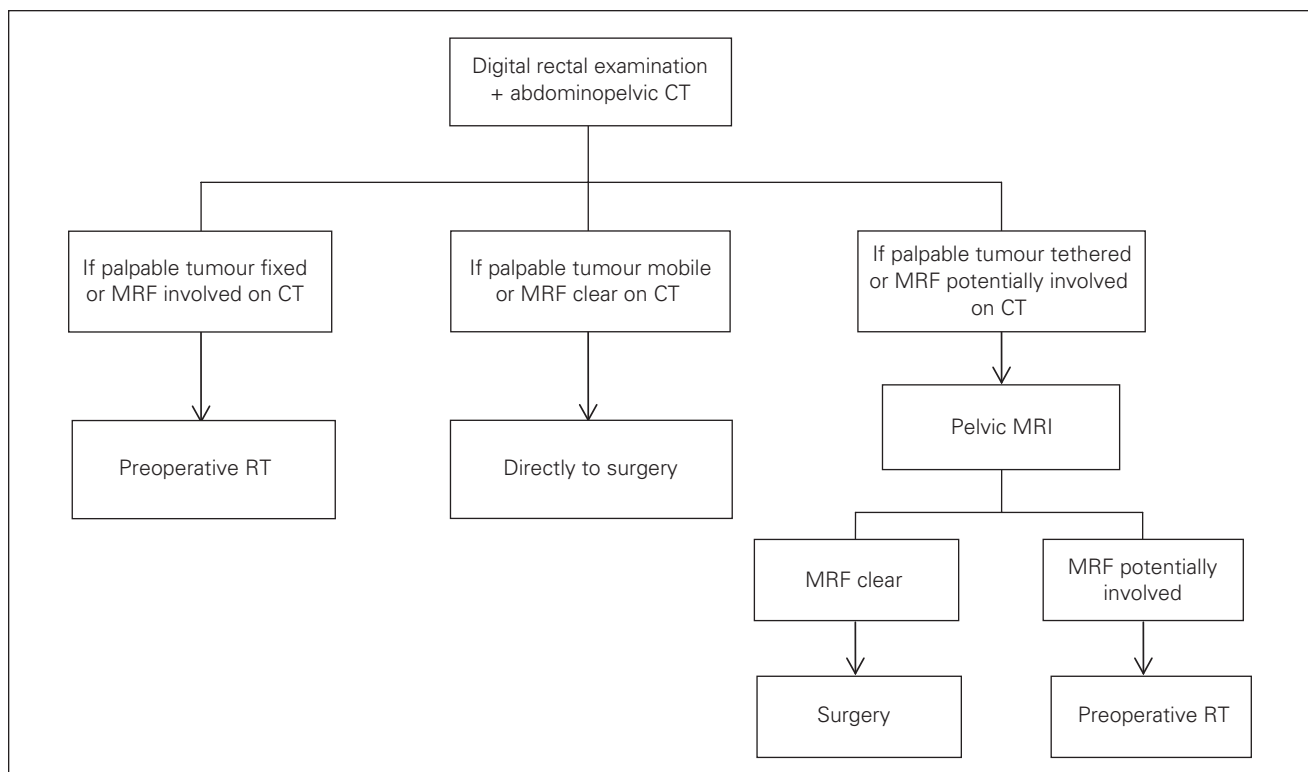 Digital rectal examination
+ abdominopelvic CT
If palpable tumour fixed
or MRF involved on CT
If palpable tumour mobile
or MRF clear on CT
If palpable tumour tethered
or MRF potentially involved
on CT
Preoperative RT
Directly to surgery
Pelvic MRI
MRF clear
MRF potentially
involved
Surgery
Preoperative RT